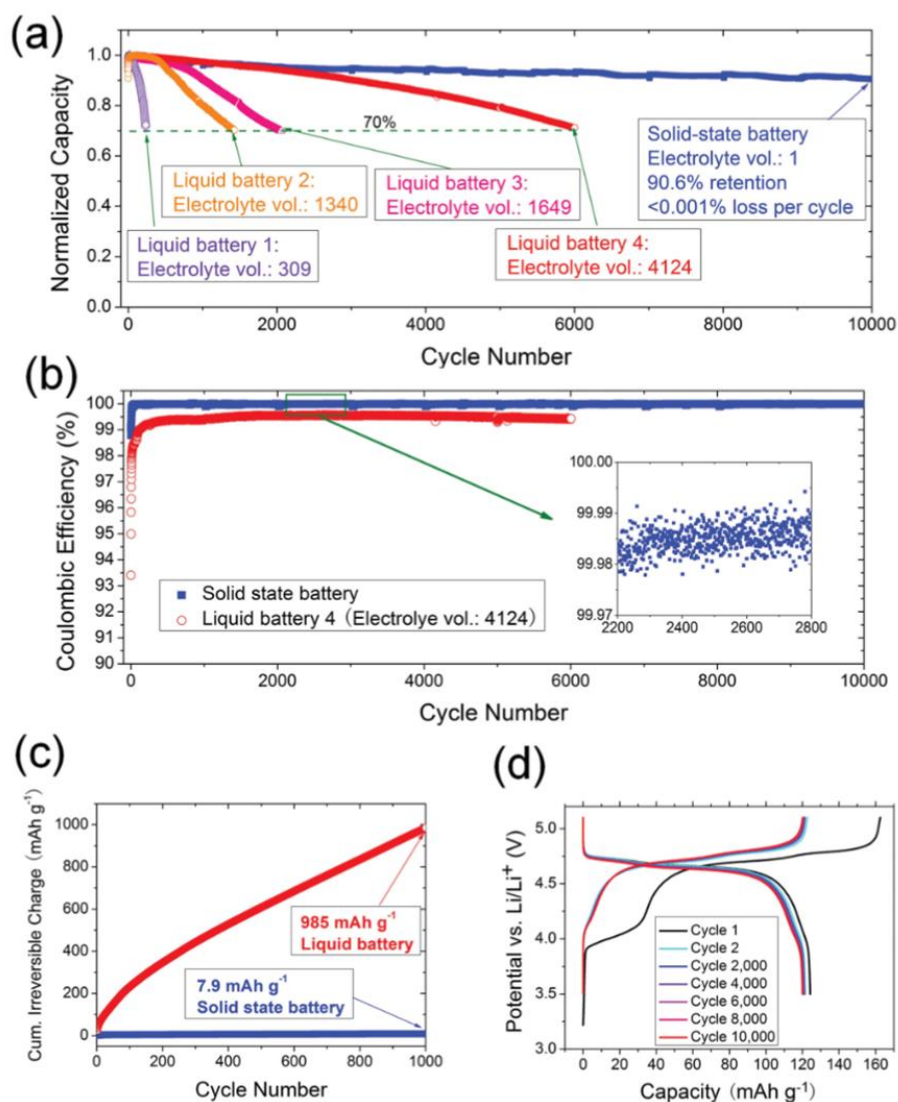 (a)
1.0
0.8
0.6
0.4
0.2
0.0
Normalized Capacity
70%
Solid-state battery
Electrolyte vol.: 1
90.6% retention
<0.001% loss per cycle
Liquid battery 2:
Electrolyte vol.: 1340
Liquid battery 3:
Electrolyte vol.: 1649
Liquid battery 1:
Electrolyte vol.: 309
Liquid battery 4:
Electrolyte vol.: 4124
0 2000 4000 6000 8000 10000
Cycle Number
(b)
100
99
98
97
96
95
94
93
92
91
90
Coulombic Efficiency (%)
100.00
99.99
99.98
99.97
2200 2400 2600 2800
Solid state battery
Liquid battery 4 (Electrolye vol.: 4124)
0 2000 4000 6000 8000 10000
Cycle Number
(c)
1000
800
600
400
200
0
Cum. Irreversible Charge (mAh g⁻¹)
985 mAh g⁻¹
Liquid battery
7.9 mAh g⁻¹
Solid state battery
0 200 400 600 800 1000
Cycle Number
(d)
5.0
4.5
4.0
3.5
3.0
Potential vs. Li/Li⁺ (V)
Cycle 1
Cycle 2
Cycle 2,000
Cycle 4,000
Cycle 6,000
Cycle 8,000
Cycle 10,000
0 20 40 60 80 100 120 140 160
Capacity (mAh g⁻¹)